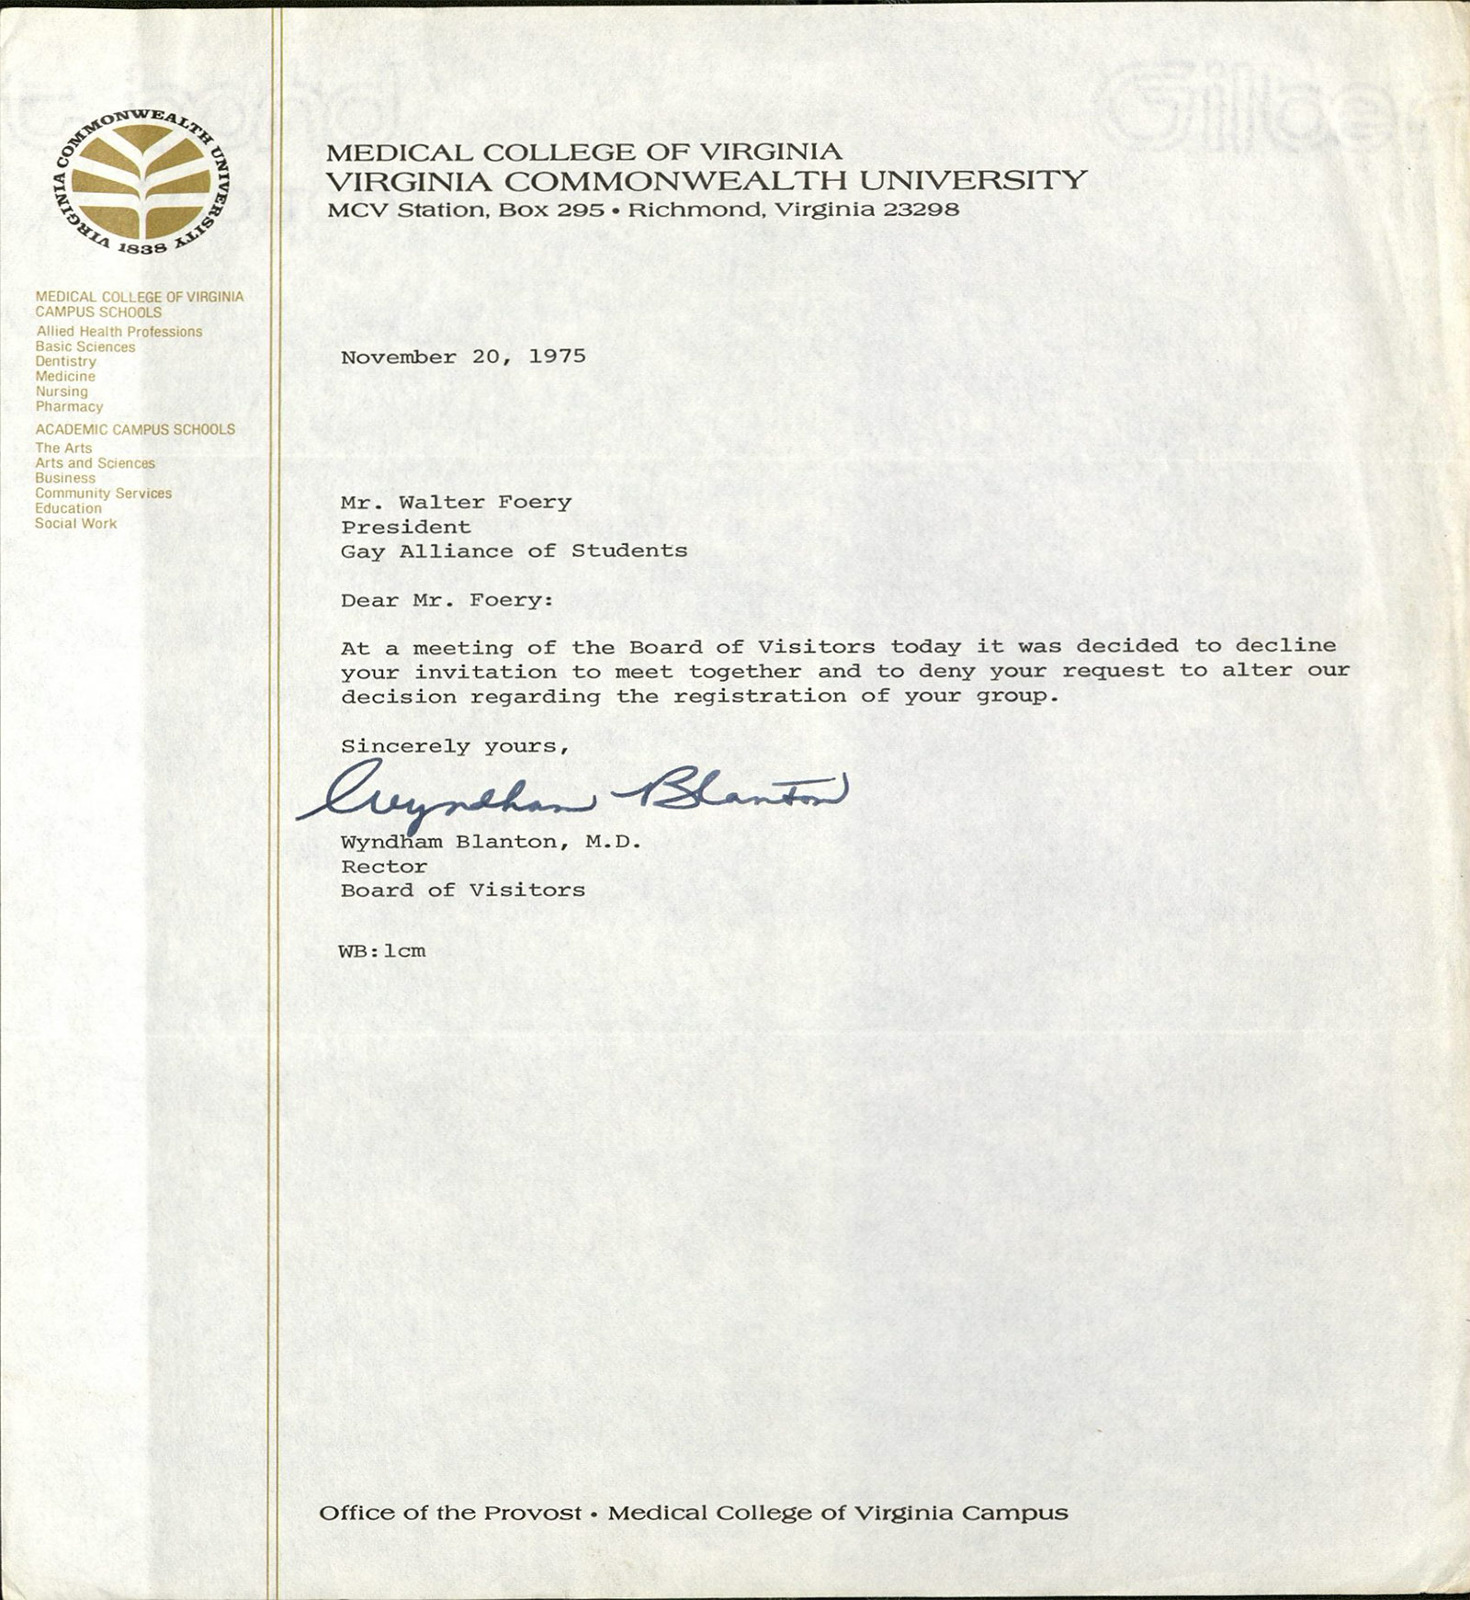 VIRGINIA COMMONWEALTH UNIVERSITY
1838
MEDICAL COLLEGE OF VIRGINIA
CAMPUS SCHOOLS
Allied Health Professions
Basic Sciences
Dentistry
Medicine
Nursing
Pharmacy
ACADEMIC CAMPUS SCHOOLS
The Arts
Arts and Sciences
Business
Community Services
Education
Social Work
MEDICAL COLLEGE OF VIRGINIA
VIRGINIA COMMONWEALTH UNIVERSITY
MCV Station, Box 295 • Richmond, Virginia 23298
November 20, 1975
Mr. Walter Foery
President
Gay Alliance of Students
Dear Mr. Foery:
At a meeting of the Board of Visitors today it was decided to decline
your invitation to meet together and to deny your request to alter our
decision regarding the registration of your group.
Sincerely yours,
Wyndham Blanton
Wyndham Blanton, M.D.
Rector
Board of Visitors
WB:lcm
Office of the Provost • Medical College of Virginia Campus